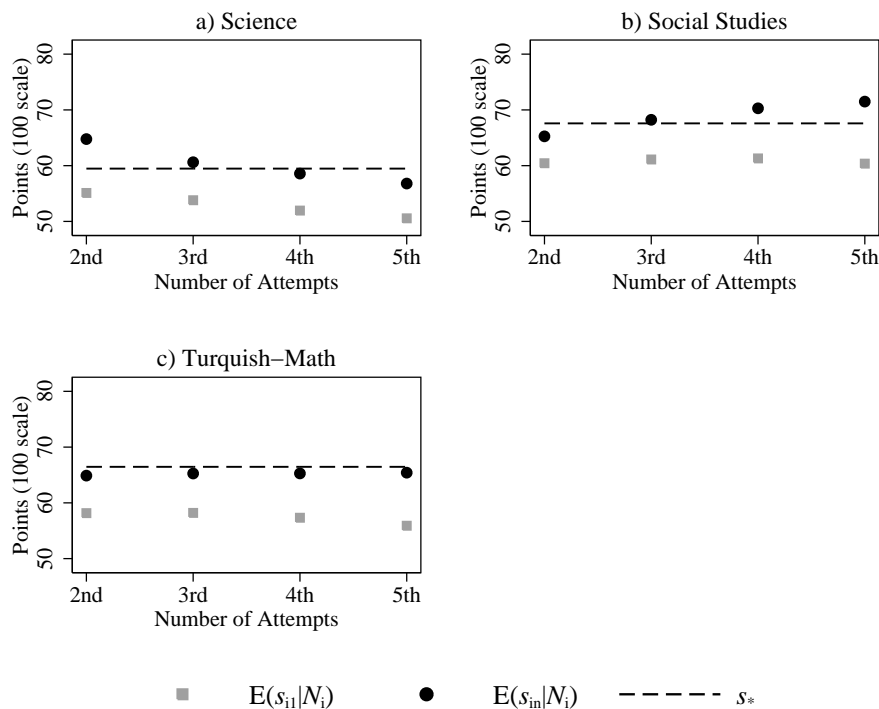 a) Science
Points (100 scale)
80
70
60
50
2nd 3rd 4th 5th
Number of Attempts
b) Social Studies
Points (100 scale)
80
70
60
50
2nd 3rd 4th 5th
Number of Attempts
c) Turquish−Math
Points (100 scale)
80
70
60
50
2nd 3rd 4th 5th
Number of Attempts
E(si1|Ni) E(sin|Ni) s*